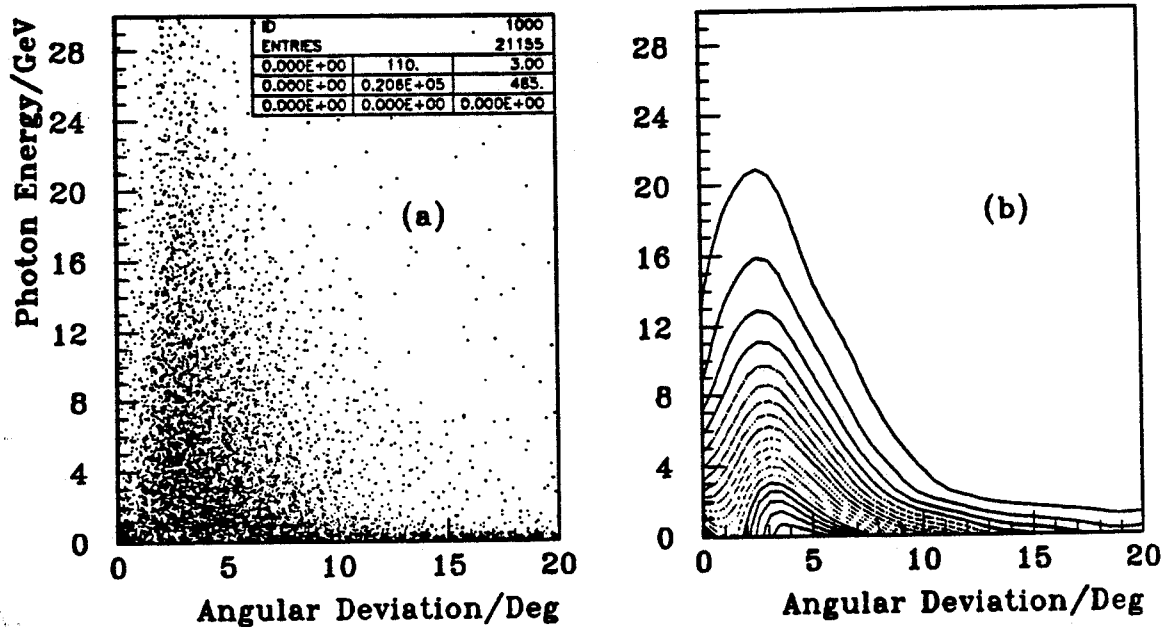 ID 1000
ENTRIES 21155
0.000E+00 110. 3.00
0.000E+00 0.206E+05 485.
0.000E+00 0.000E+00 0.000E+00
Photon Energy/GeV
28
24
20
16
12
8
4
0
(a)
0 5 10 15 20
Angular Deviation/Deg
28
24
20
16
12
8
4
0
(b)
0 5 10 15 20
Angular Deviation/Deg